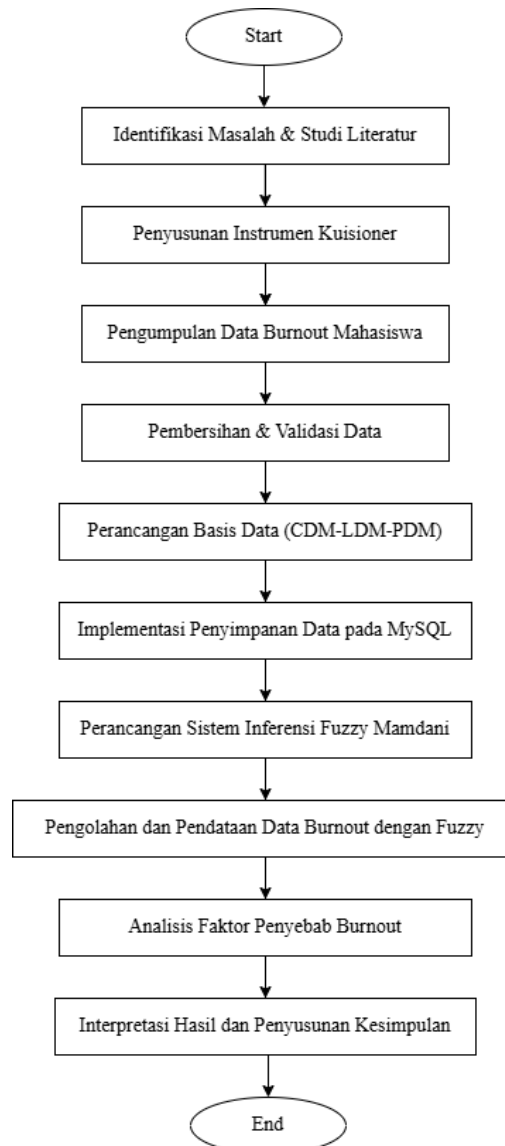 Start
Identifikasi Masalah & Studi Literatur
Penyusunan Instrumen Kuisioner
Pengumpulan Data Burnout Mahasiswa
Pembersihan & Validasi Data
Perancangan Basis Data (CDM-LDM-PDM)
Implementasi Penyimpanan Data pada MySQL
Perancangan Sistem Inferensi Fuzzy Mamdani
Pengolahan dan Pendataan Data Burnout dengan Fuzzy
Analisis Faktor Penyebab Burnout
Interpretasi Hasil dan Penyusunan Kesimpulan
End